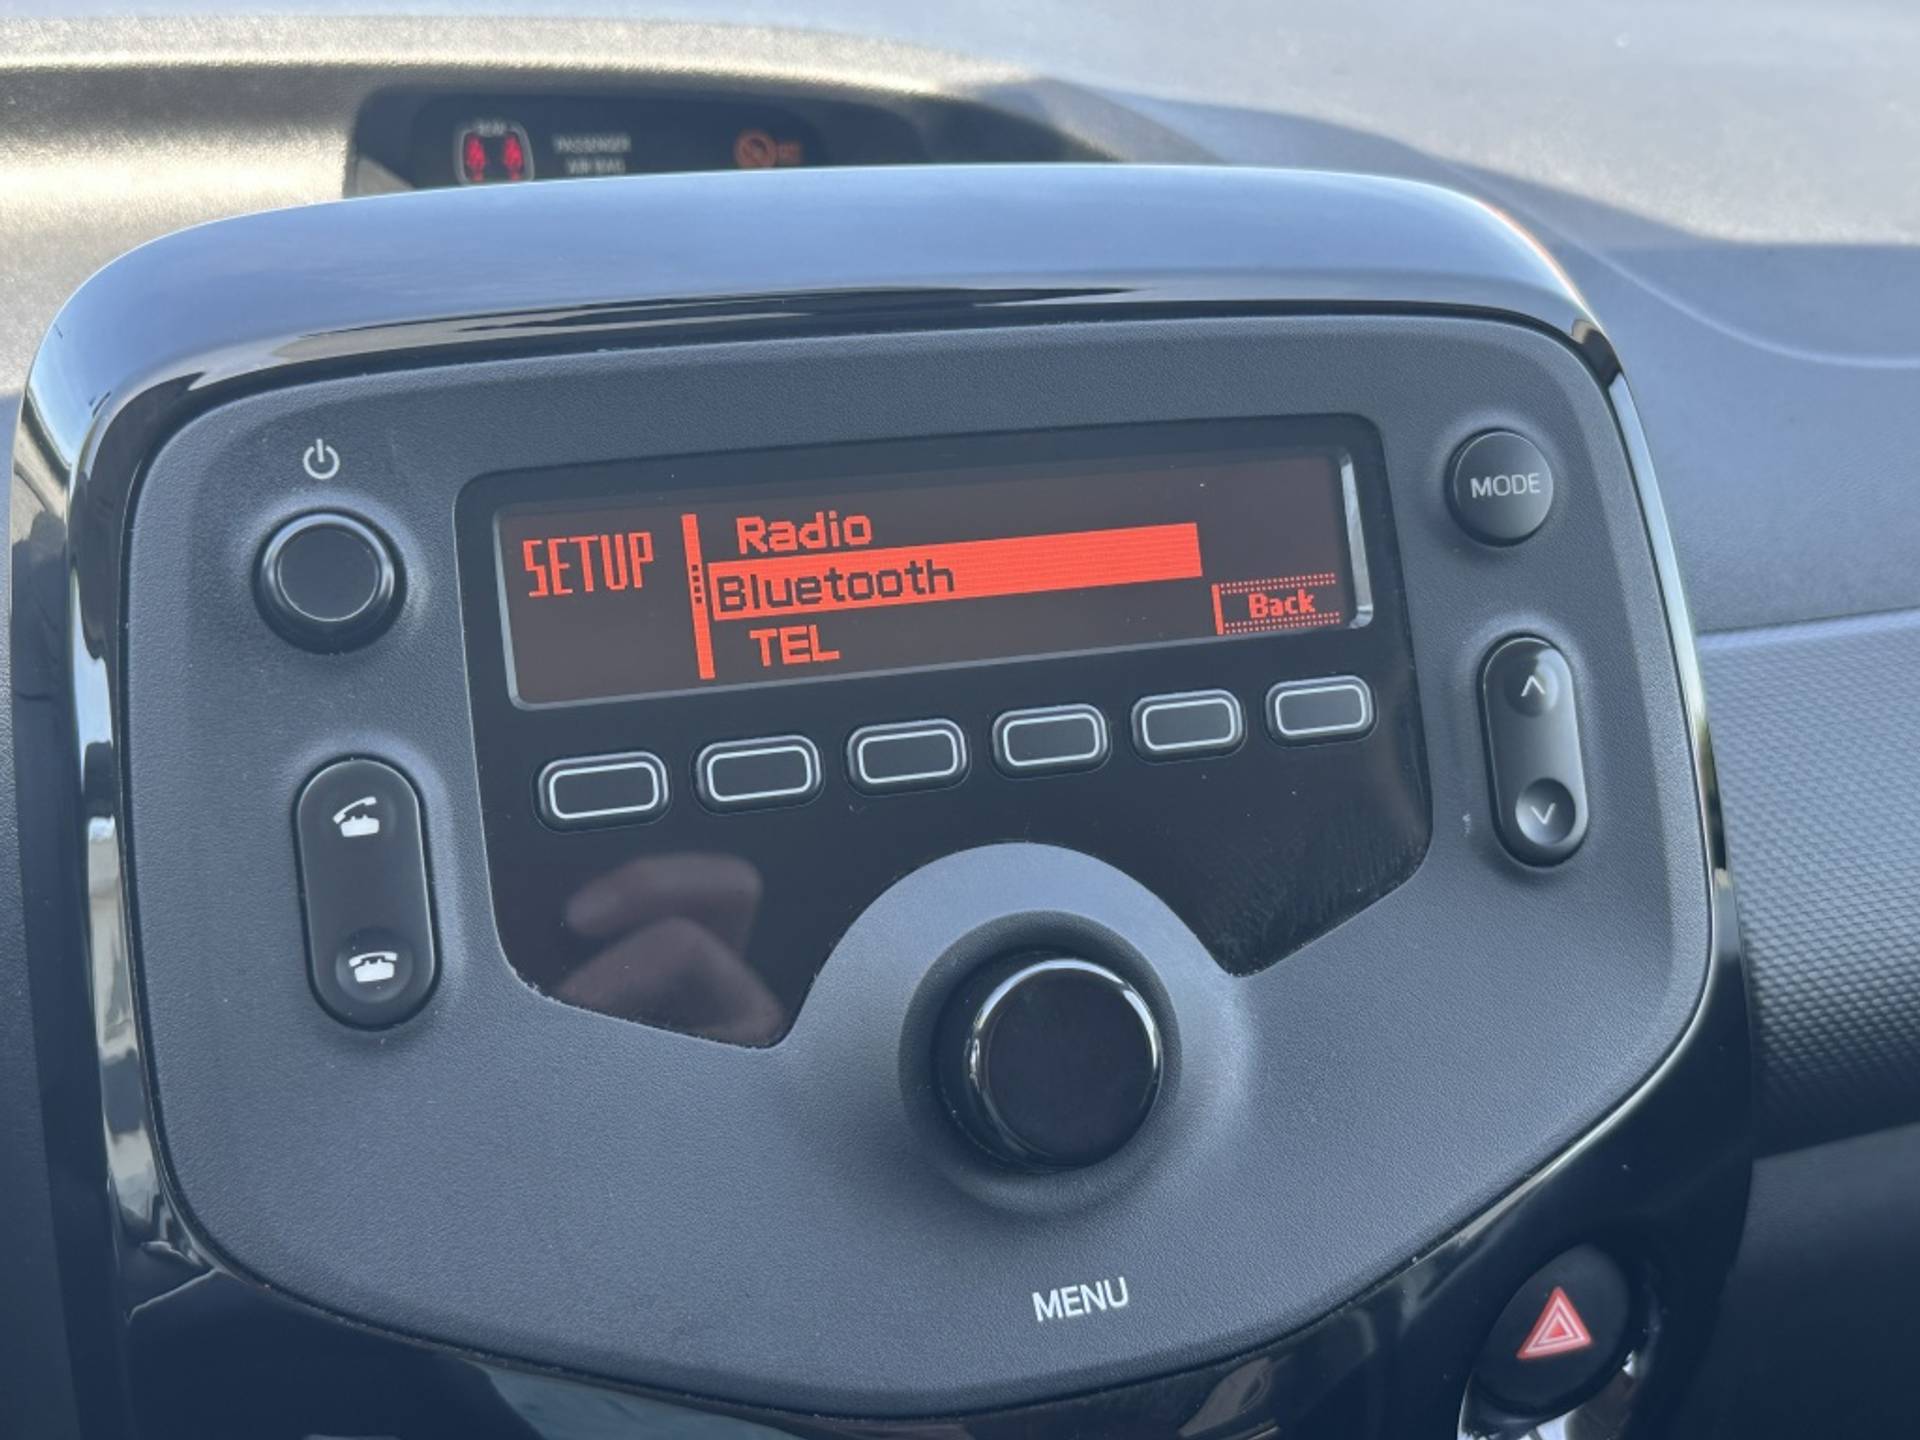 PASSENGER
SETUP
Radio
Bluetooth
TEL
Back
MODE
MENU